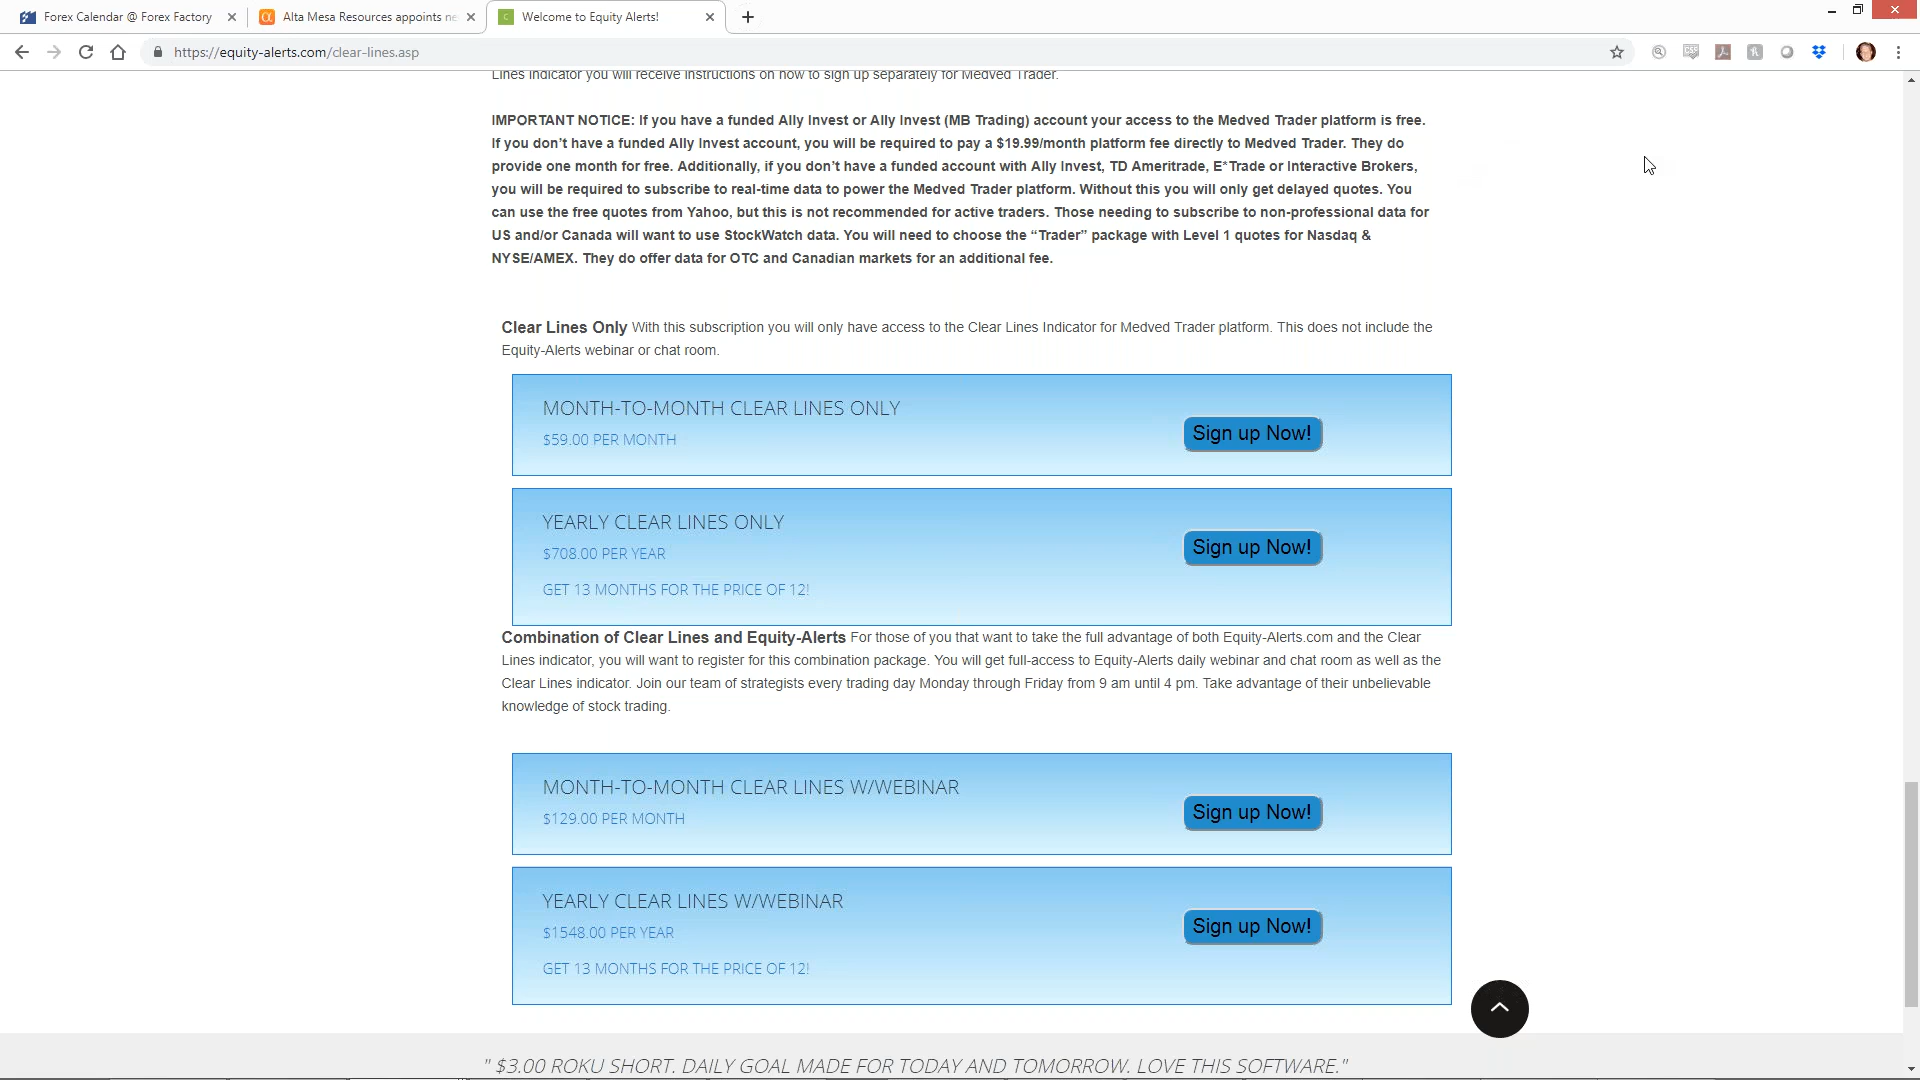 Forex Calendar @ Forex Factory
Alta Mesa Resources appoints ne
Welcome to Equity Alerts!
https://equity-alerts.com/clear-lines.asp
Lines indicator you will receive instructions on how to sign up separately for Medved Trader.
IMPORTANT NOTICE: If you have a funded Ally Invest or Ally Invest (MB Trading) account your access to the Medved Trader platform is free.
If you don't have a funded Ally Invest account, you will be required to pay a $19.99/month platform fee directly to Medved Trader. They do
provide one month for free. Additionally, if you don't have a funded account with Ally Invest, TD Ameritrade, E*Trade or Interactive Brokers,
you will be required to subscribe to real-time data to power the Medved Trader platform. Without this you will only get delayed quotes. You
can use the free quotes from Yahoo, but this is not recommended for active traders. Those needing to subscribe to non-professional data for
US and/or Canada will want to use StockWatch data. You will need to choose the “Trader” package with Level 1 quotes for Nasdaq &
NYSE/AMEX. They do offer data for OTC and Canadian markets for an additional fee.
Clear Lines Only With this subscription you will only have access to the Clear Lines Indicator for Medved Trader platform. This does not include the
Equity-Alerts webinar or chat room.
MONTH-TO-MONTH CLEAR LINES ONLY
$59.00 PER MONTH
Sign up Now!
YEARLY CLEAR LINES ONLY
$708.00 PER YEAR
GET 13 MONTHS FOR THE PRICE OF 12!
Sign up Now!
Combination of Clear Lines and Equity-Alerts For those of you that want to take the full advantage of both Equity-Alerts.com and the Clear
Lines indicator, you will want to register for this combination package. You will get full-access to Equity-Alerts daily webinar and chat room as well as the
Clear Lines indicator. Join our team of strategists every trading day Monday through Friday from 9 am until 4 pm. Take advantage of their unbelievable
knowledge of stock trading.
MONTH-TO-MONTH CLEAR LINES W/WEBINAR
$129.00 PER MONTH
Sign up Now!
YEARLY CLEAR LINES W/WEBINAR
$1548.00 PER YEAR
GET 13 MONTHS FOR THE PRICE OF 12!
Sign up Now!
" $3.00 ROKU SHORT. DAILY GOAL MADE FOR TODAY AND TOMORROW. LOVE THIS SOFTWARE."